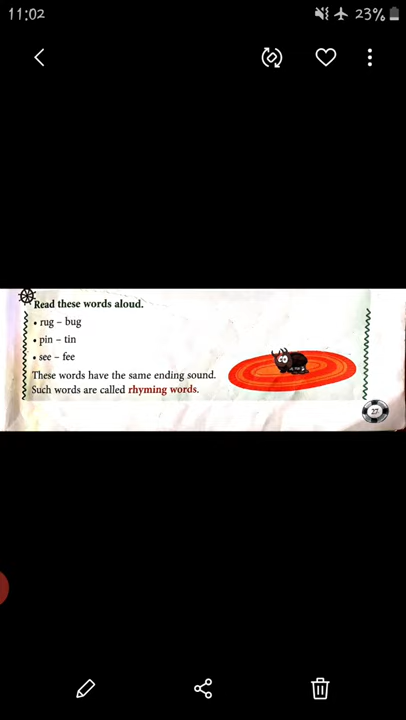 11:02
23%
Read these words aloud.
• rug – bug
• pin – tin
• see – fee
These words have the same ending sound.
Such words are called rhyming words.
27